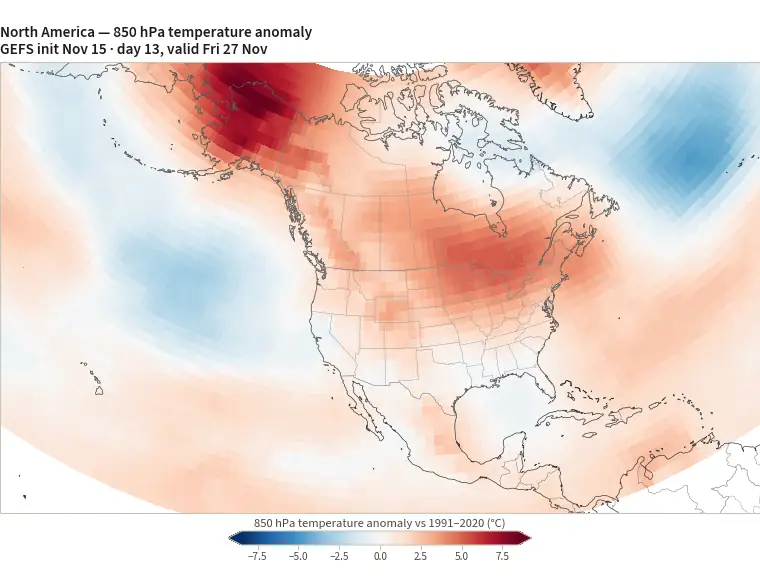 North America — 850 hPa temperature anomaly
GEFS init Nov 15 · day 13, valid Fri 27 Nov
850 hPa temperature anomaly vs 1991–2020 (°C)
−7.5 −5.0 −2.5 0.0 2.5 5.0 7.5